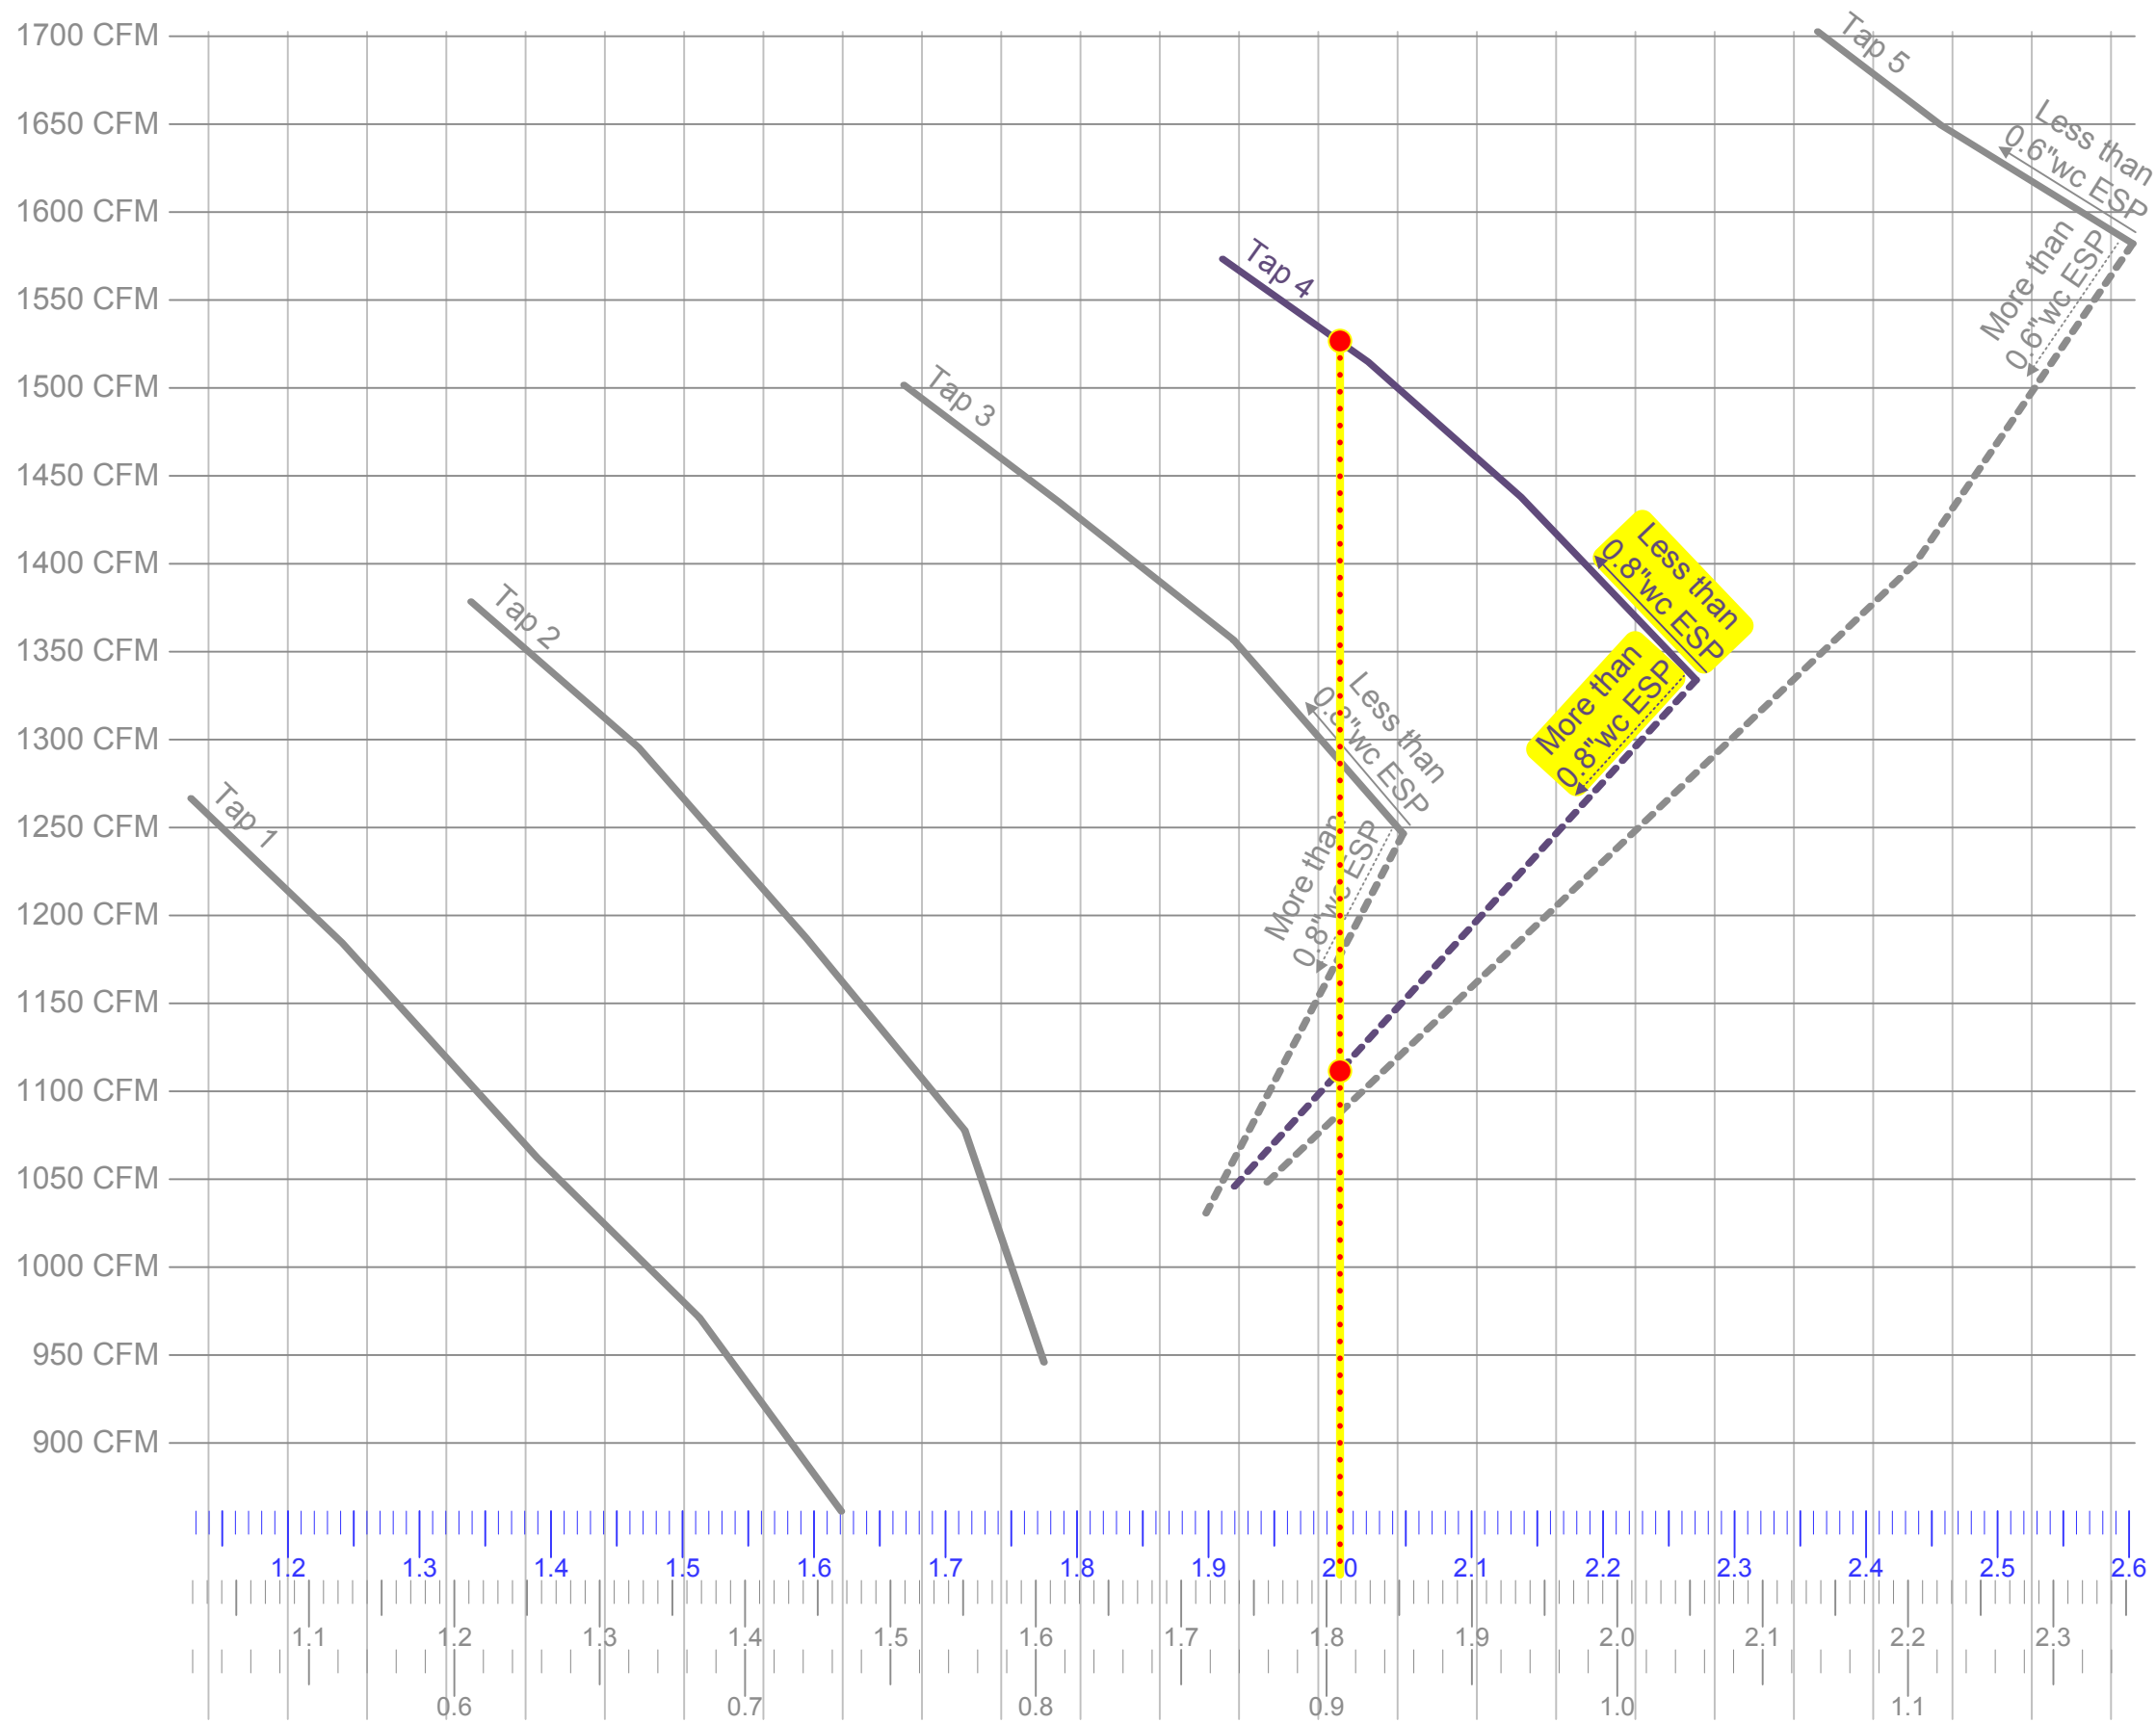 1700 CFM
1650 CFM
1600 CFM
1550 CFM
1500 CFM
1450 CFM
1400 CFM
1350 CFM
1300 CFM
1250 CFM
1200 CFM
1150 CFM
1100 CFM
1050 CFM
1000 CFM
950 CFM
900 CFM
Tap 1
Tap 2
Tap 3
Less than
0.8"wc ESP
More than
0.8"wc ESP
Tap 4
Less than
0.8"wc ESP
More than
0.8"wc ESP
Tap 5
Less than
0.6"wc ESP
More than
0.6"wc ESP
1.2 1.3 1.4 1.5 1.6 1.7 1.8 1.9 2.0 2.1 2.2 2.3 2.4 2.5 2.6
1.1 1.2 1.3 1.4 1.5 1.6 1.7 1.8 1.9 2.0 2.1 2.2 2.3
0.6 0.7 0.8 0.9 1.0 1.1